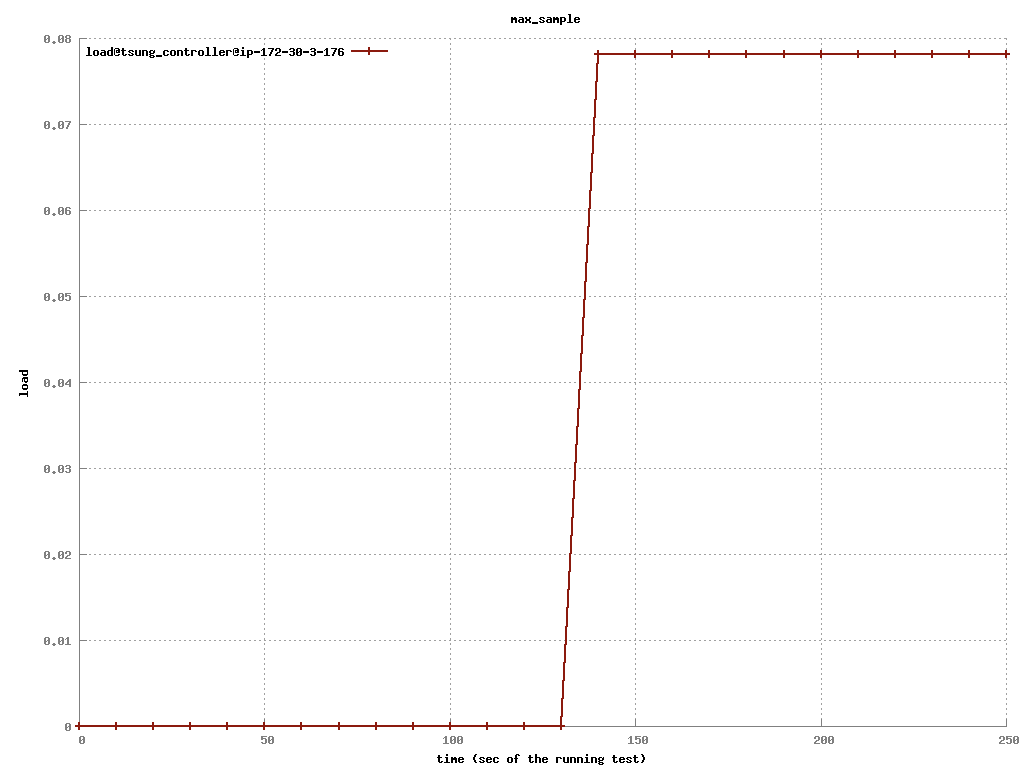 max_sample
load@tsung_controller@ip-172-30-3-176
0.08
0.07
0.06
0.05
0.04
0.03
0.02
0.01
0
load
0 50 100 150 200 250
time (sec of the running test)